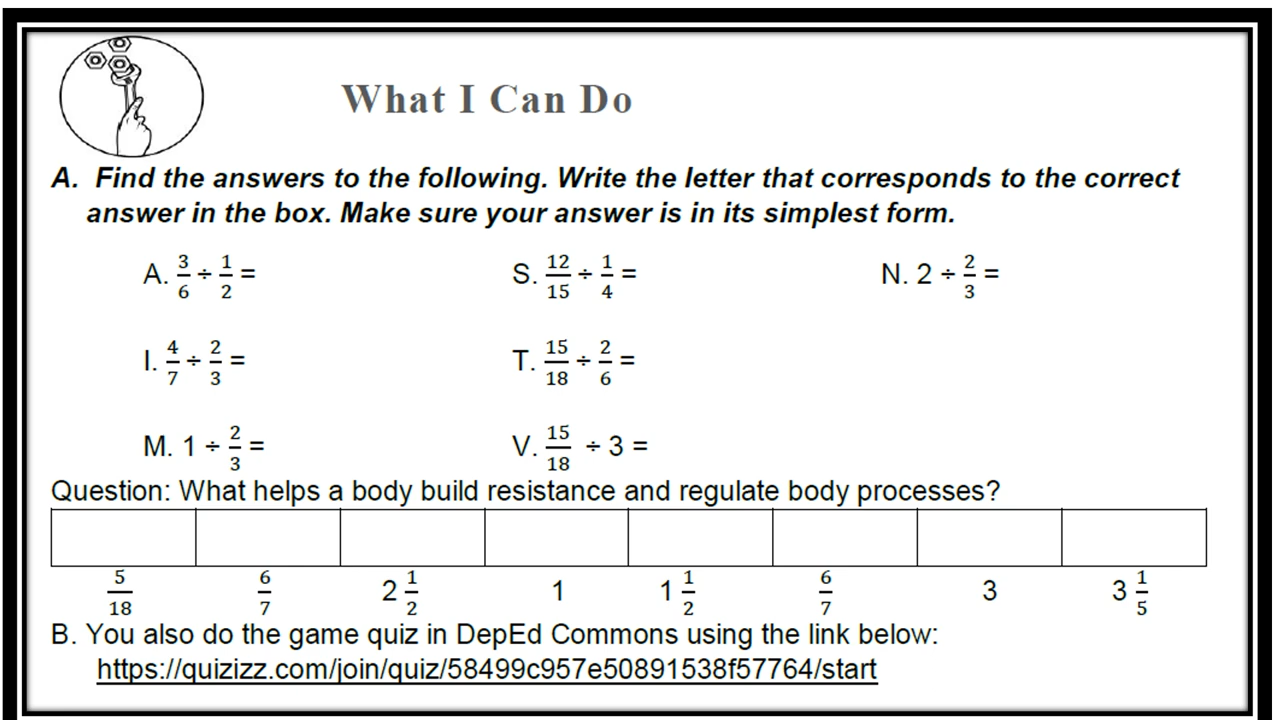 What I Can Do
A. Find the answers to the following. Write the letter that corresponds to the correct
answer in the box. Make sure your answer is in its simplest form.
A. 3/6 ÷ 1/2 = S. 12/15 ÷ 1/4 = N. 2 ÷ 2/3 =
I. 4/7 ÷ 2/3 = T. 15/18 ÷ 2/6 =
M. 1 ÷ 2/3 = V. 15/18 ÷ 3 =
Question: What helps a body build resistance and regulate body processes?
5/18 6/7 2 1/2 1 1 1/2 6/7 3 3 1/5
B. You also do the game quiz in DepEd Commons using the link below:
https://quizizz.com/join/quiz/58499c957e50891538f57764/start